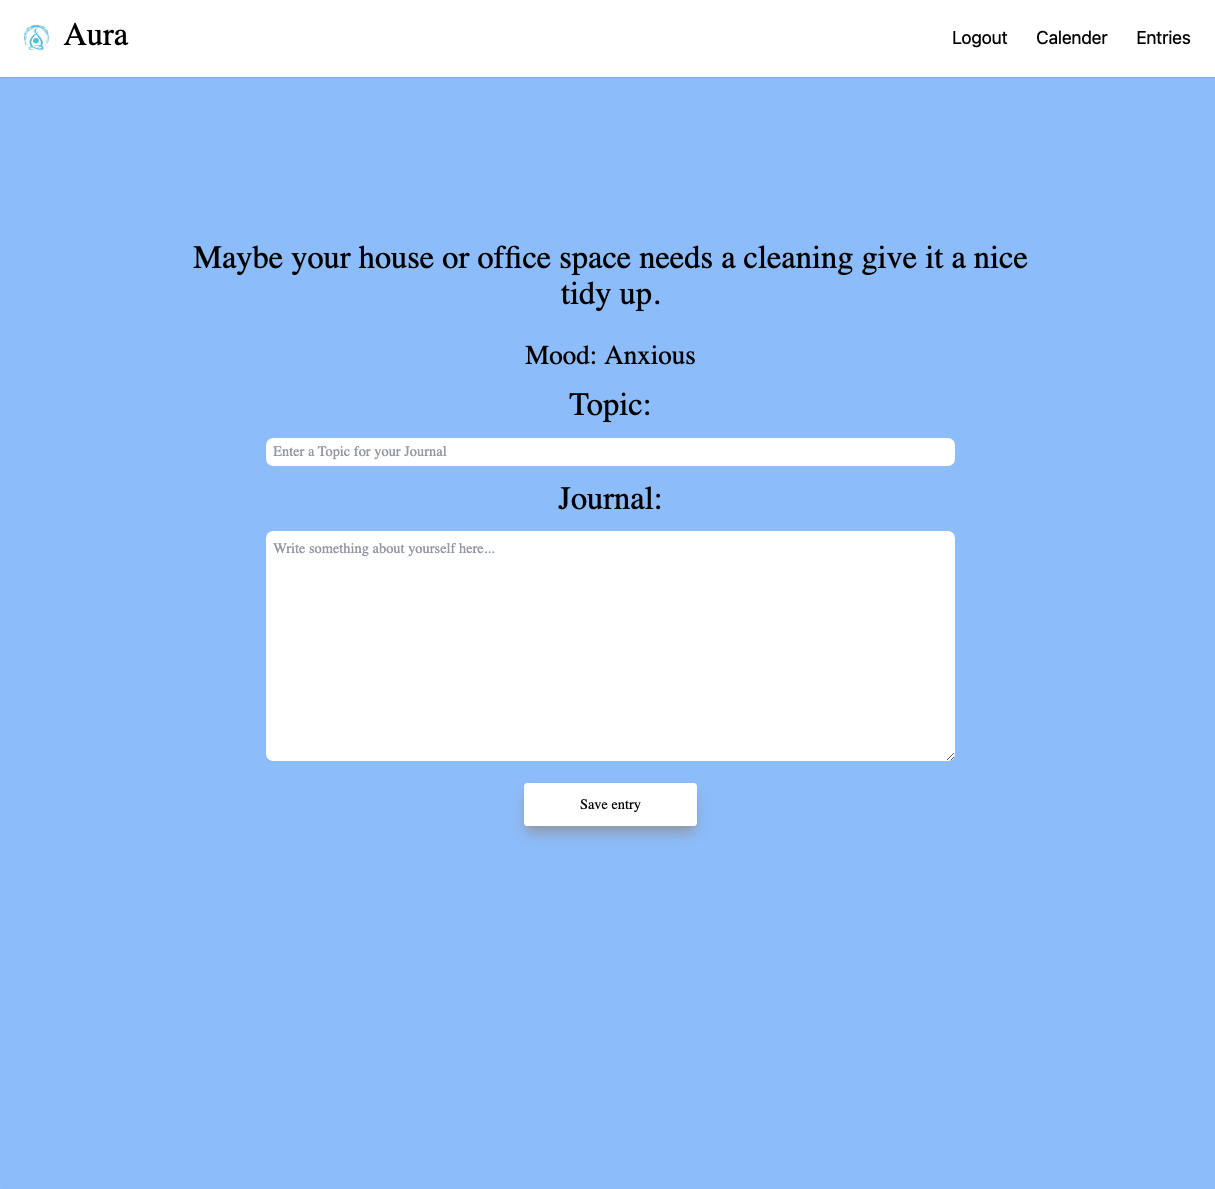 Aura
Logout
Calender
Entries
Maybe your house or office space needs a cleaning give it a nice
tidy up.
Mood: Anxious
Topic:
Enter a Topic for your Journal
Journal:
Write something about yourself here...
Save entry